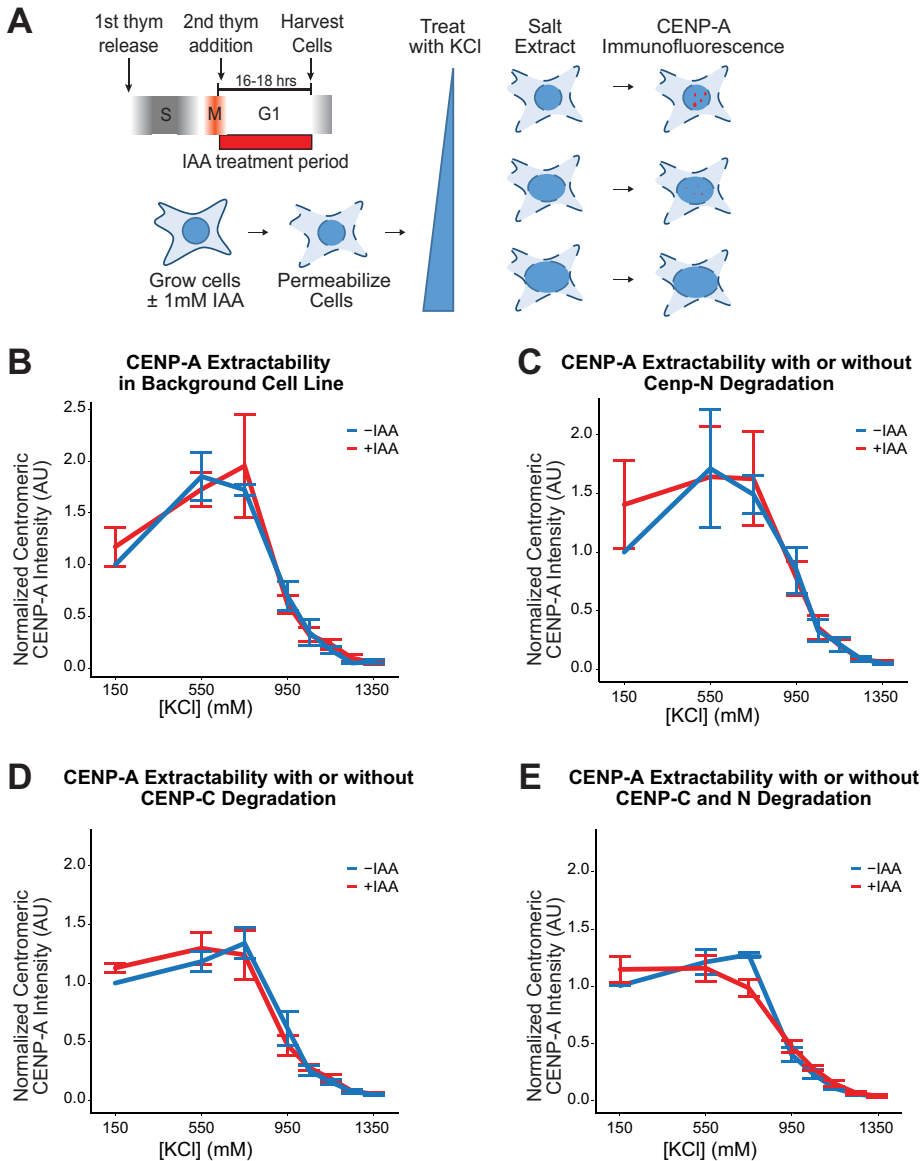 A
1st thym
release
2nd thym
addition
Harvest
Cells
16-18 hrs
S
M
G1
IAA treatment period
Grow cells
± 1mM IAA
Permeabilize
Cells
Treat
with KCl
Salt
Extract
CENP-A
Immunofluorescence
B
CENP-A Extractability
in Background Cell Line
Normalized Centromeric
CENP-A Intensity (AU)
2.5
2.0
1.5
1.0
0.5
0.0
−IAA
+IAA
150 550 950 1350
[KCl] (mM)
C
CENP-A Extractability with or without
Cenp-N Degradation
Normalized Centromeric
CENP-A Intensity (AU)
2.0
1.5
1.0
0.5
0.0
−IAA
+IAA
150 550 950 1350
[KCl] (mM)
D
CENP-A Extractability with or without
CENP-C Degradation
Normalized Centromeric
CENP-A Intensity (AU)
2.0
1.5
1.0
0.5
0.0
−IAA
+IAA
150 550 950 1350
[KCl] (mM)
E
CENP-A Extractability with or without
CENP-C and N Degradation
Normalized Centromeric
CENP-A Intensity (AU)
2.0
1.5
1.0
0.5
0.0
−IAA
+IAA
150 550 950 1350
[KCl] (mM)